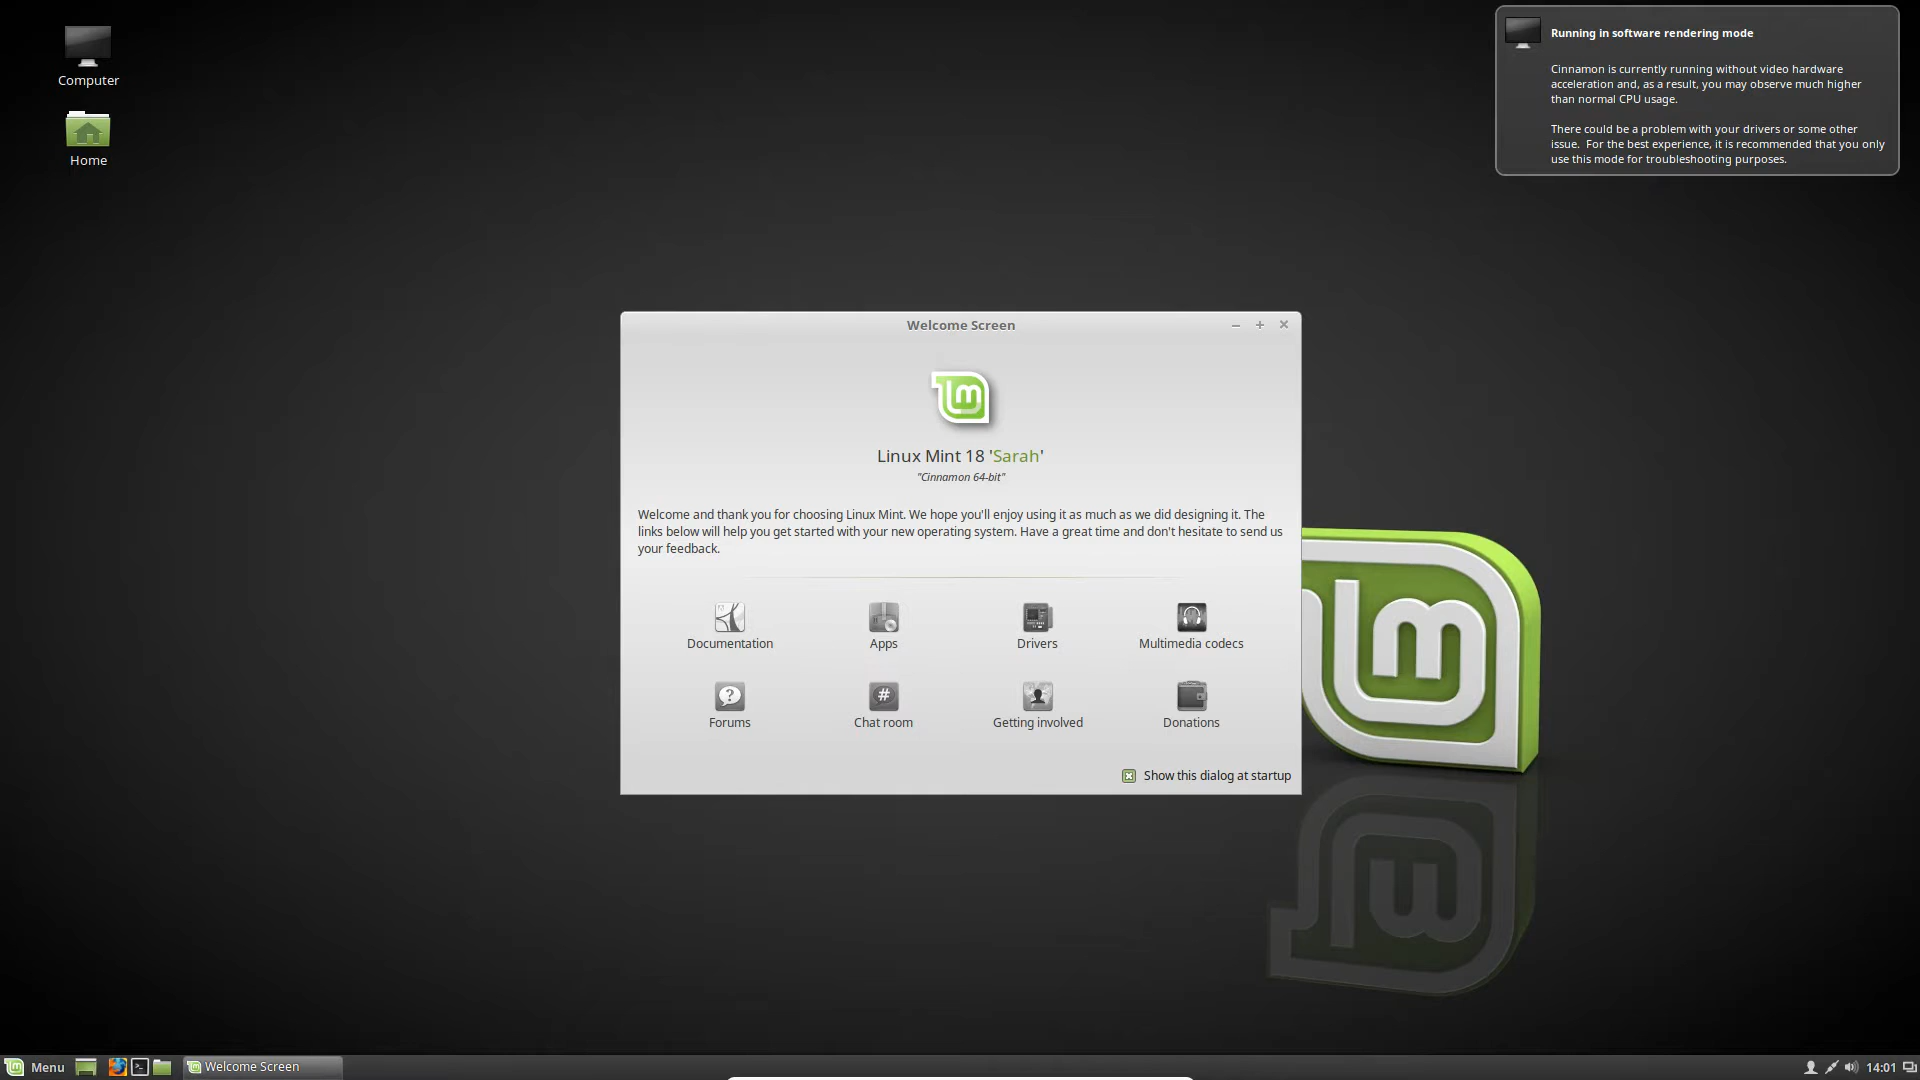 Computer
Home
Running in software rendering mode
Cinnamon is currently running without video hardware
acceleration and, as a result, you may observe much higher
than normal CPU usage.
There could be a problem with your drivers or some other
issue.  For the best experience, it is recommended that you only
use this mode for troubleshooting purposes.
Welcome Screen
Linux Mint 18 'Sarah'
"Cinnamon 64-bit"
Welcome and thank you for choosing Linux Mint. We hope you'll enjoy using it as much as we did designing it. The
links below will help you get started with your new operating system. Have a great time and don't hesitate to send us
your feedback.
Documentation
Apps
Drivers
Multimedia codecs
Forums
Chat room
Getting involved
Donations
Show this dialog at startup
Menu
Welcome Screen
14:01